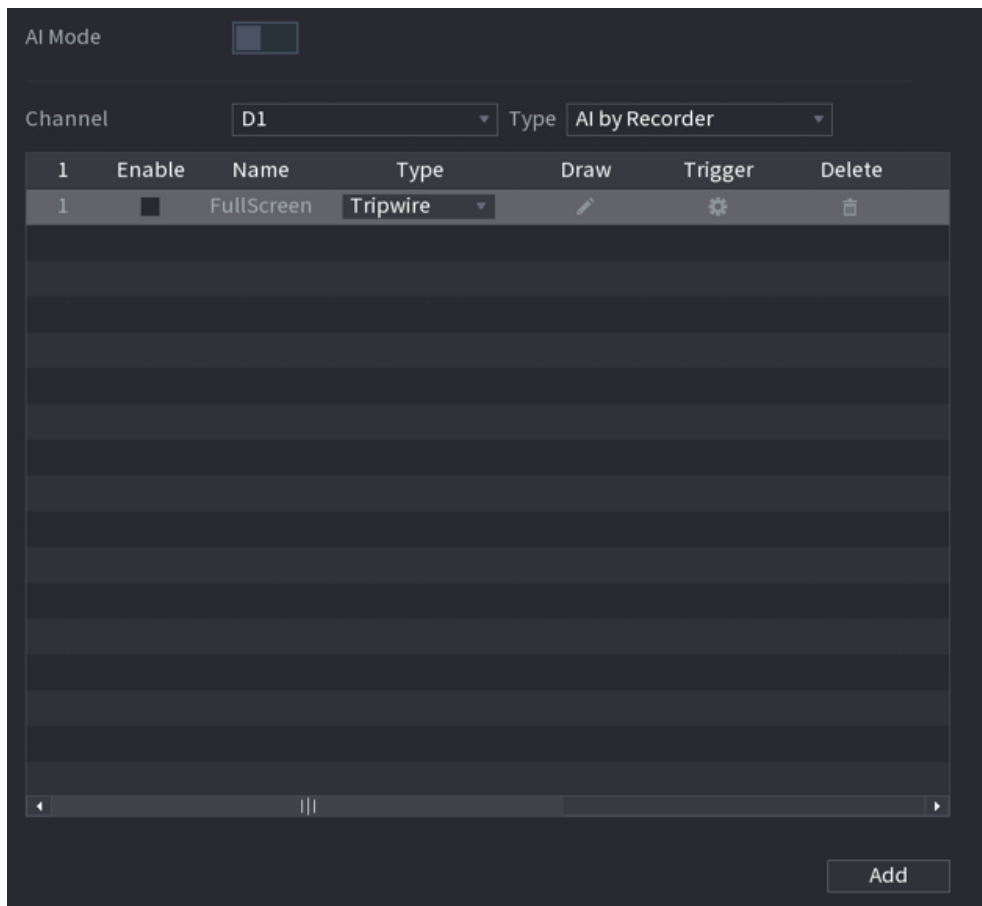 AI Mode
Channel D1 Type AI by Recorder
1 Enable Name Type Draw Trigger Delete
1 FullScreen Tripwire
Add